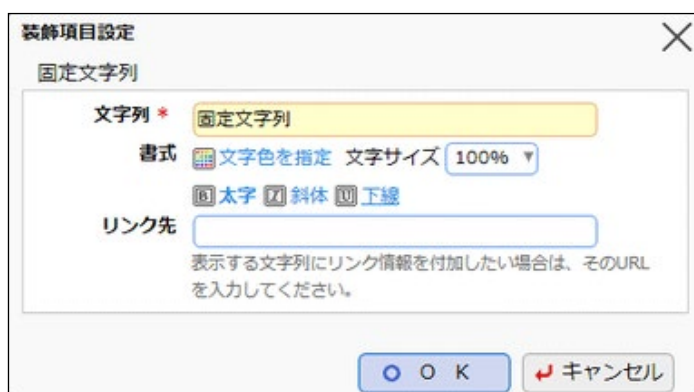 装飾項目設定
固定文字列
文字列 * 固定文字列
書式 文字色を指定 文字サイズ 100%
B 太字 I 斜体 U 下線
リンク先
表示する文字列にリンク情報を付加したい場合は、そのURL
を入力してください。
O K キャンセル